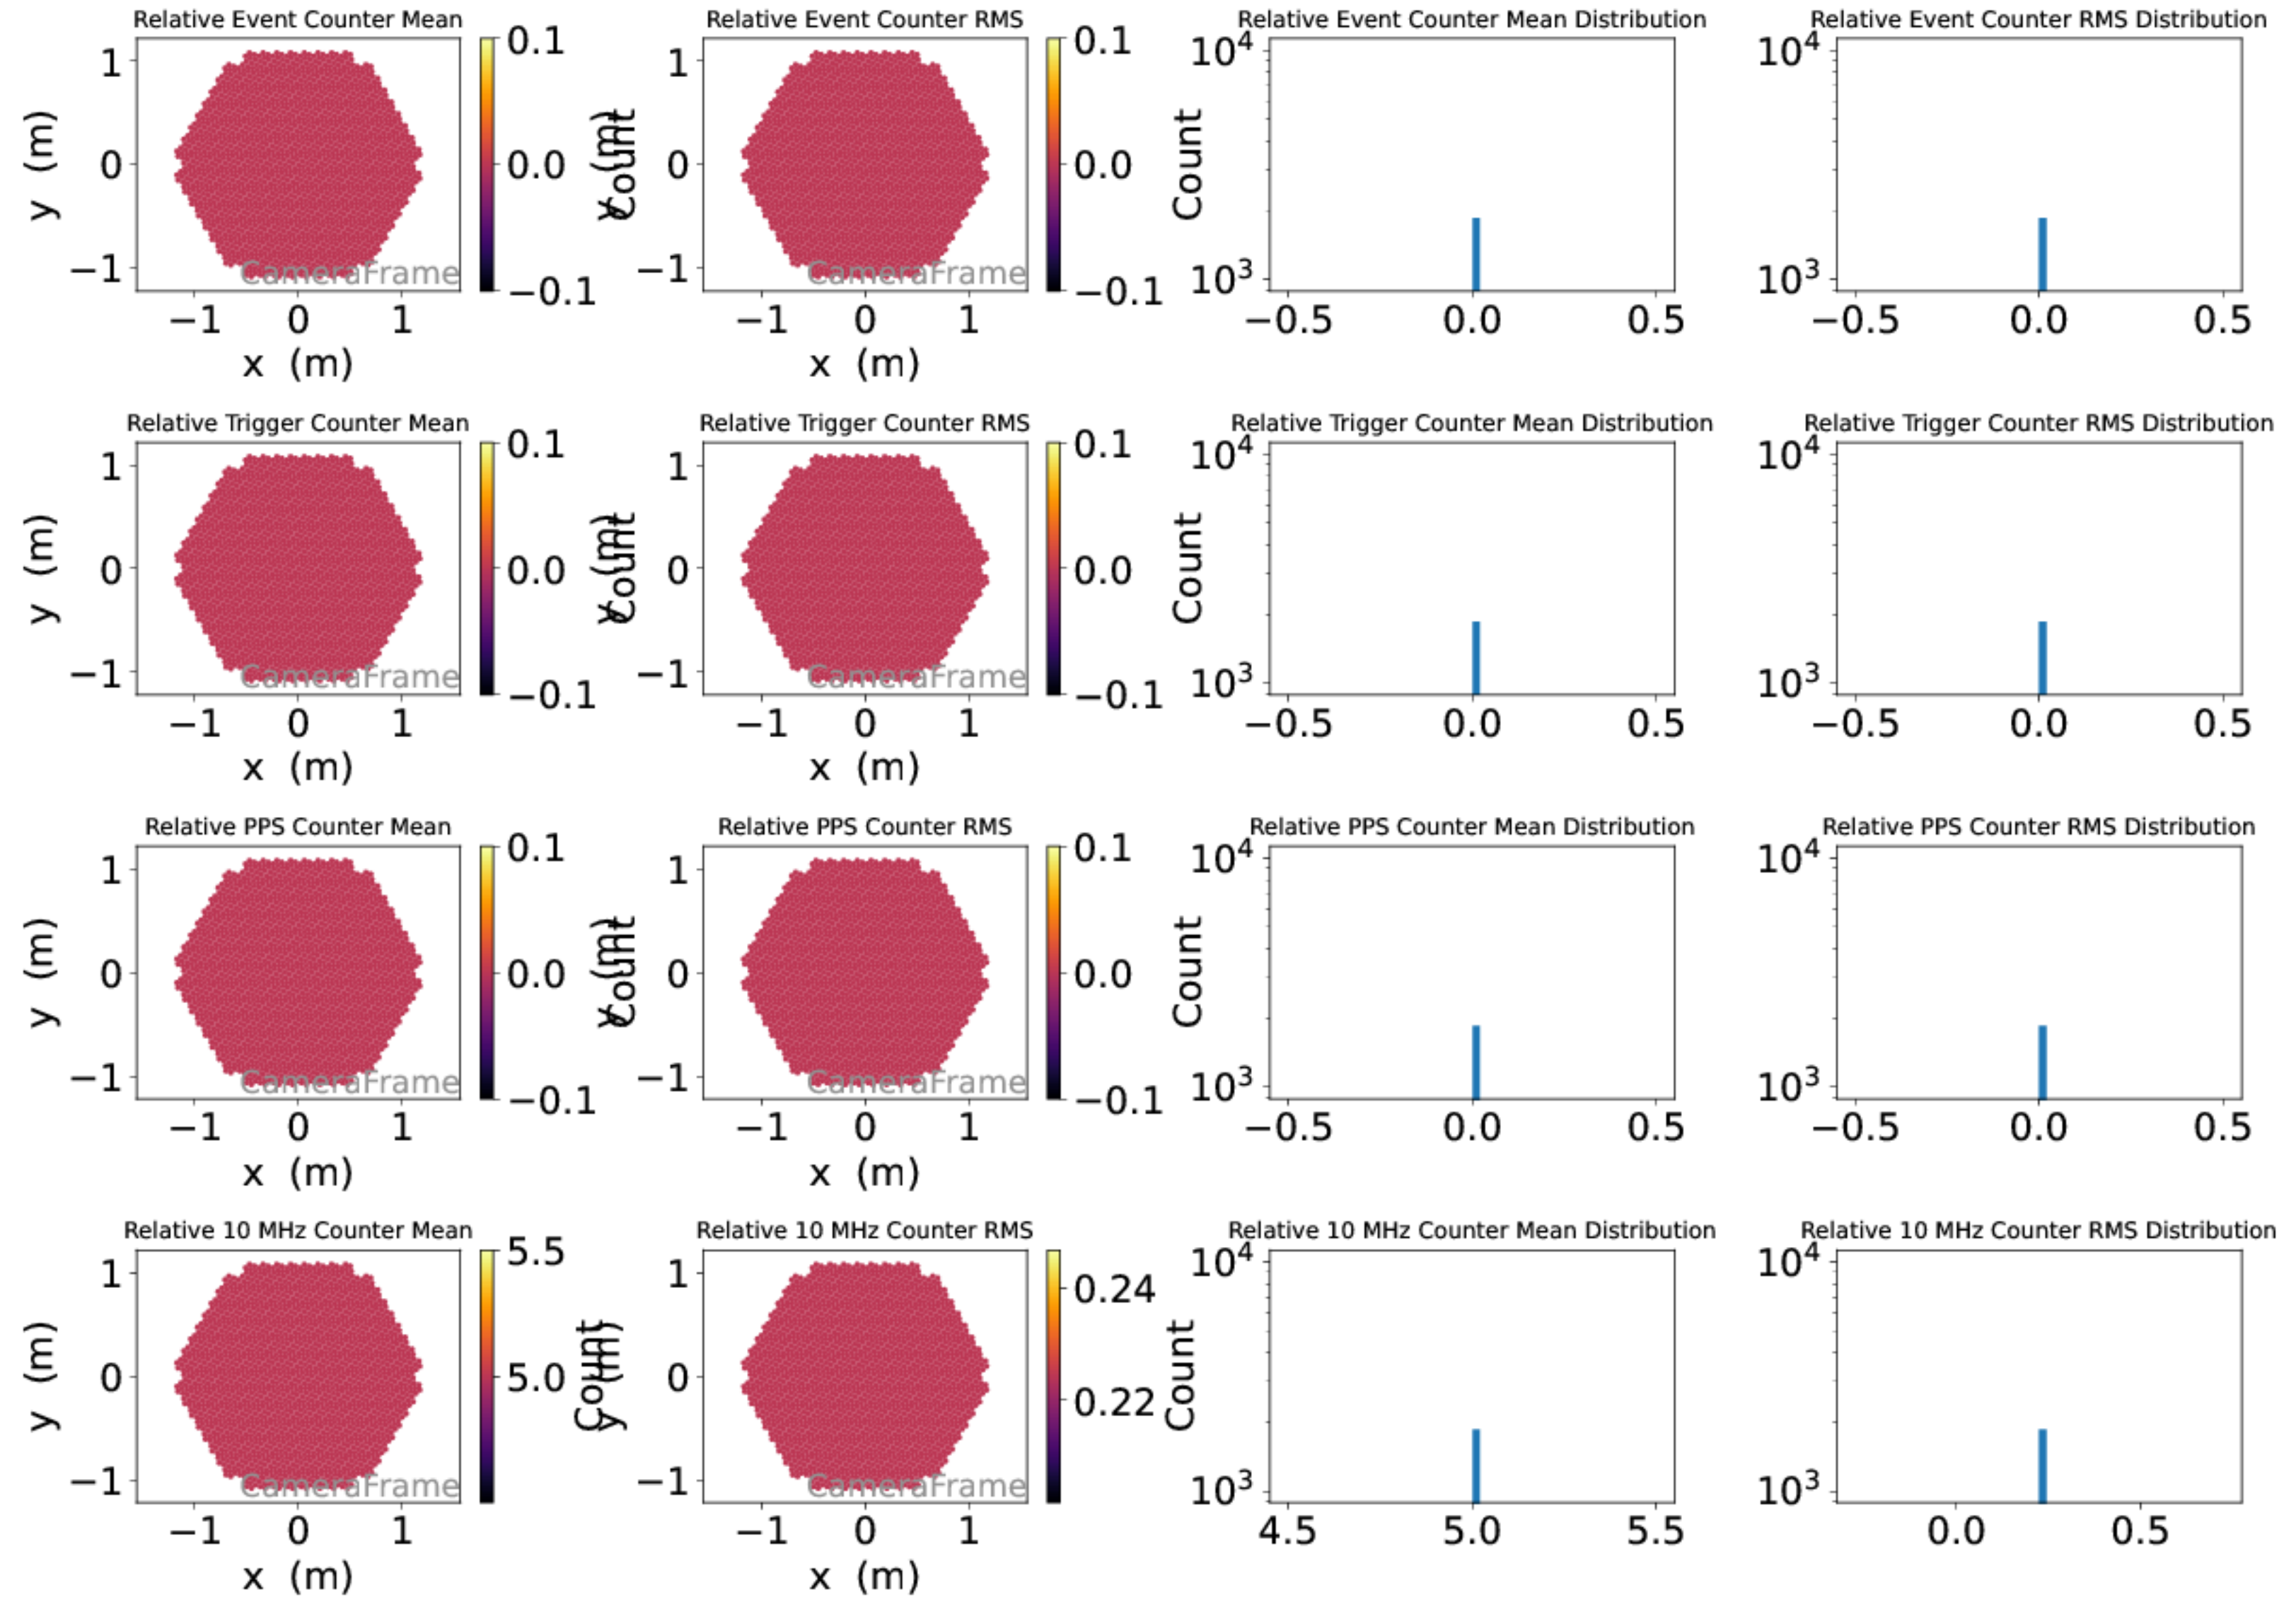 Relative Event Counter Mean
Relative Event Counter RMS
Relative Event Counter Mean Distribution
Relative Event Counter RMS Distribution
1
0
−1
y (m)
−1 0 1
x (m)
CameraFrame
0.1
0.0
−0.1
Count
1
0
−1
y (m)
−1 0 1
x (m)
CameraFrame
0.1
0.0
−0.1
Count
10⁴
10³
−0.5 0.0 0.5
10⁴
10³
−0.5 0.0 0.5
Relative Trigger Counter Mean
Relative Trigger Counter RMS
Relative Trigger Counter Mean Distribution
Relative Trigger Counter RMS Distribution
1
0
−1
y (m)
−1 0 1
x (m)
CameraFrame
0.1
0.0
−0.1
Count
1
0
−1
y (m)
−1 0 1
x (m)
CameraFrame
0.1
0.0
−0.1
Count
10⁴
10³
−0.5 0.0 0.5
10⁴
10³
−0.5 0.0 0.5
Relative PPS Counter Mean
Relative PPS Counter RMS
Relative PPS Counter Mean Distribution
Relative PPS Counter RMS Distribution
1
0
−1
y (m)
−1 0 1
x (m)
CameraFrame
0.1
0.0
−0.1
Count
1
0
−1
y (m)
−1 0 1
x (m)
CameraFrame
0.1
0.0
−0.1
Count
10⁴
10³
−0.5 0.0 0.5
10⁴
10³
−0.5 0.0 0.5
Relative 10 MHz Counter Mean
Relative 10 MHz Counter RMS
Relative 10 MHz Counter Mean Distribution
Relative 10 MHz Counter RMS Distribution
1
0
−1
y (m)
−1 0 1
x (m)
CameraFrame
5.5
5.0
Count
1
0
−1
y (m)
−1 0 1
x (m)
CameraFrame
0.24
0.22
Count
10⁴
10³
4.5 5.0 5.5
10⁴
10³
0.0 0.5